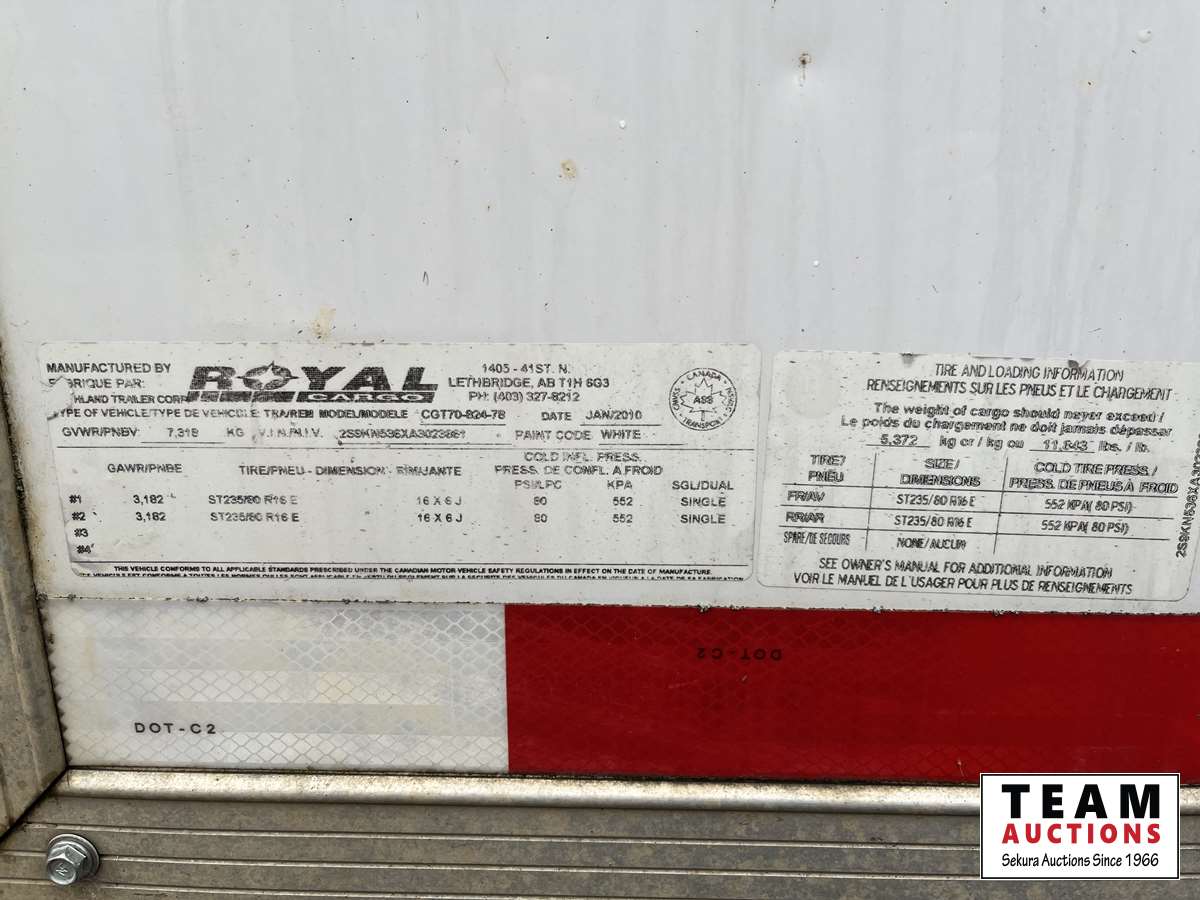 MANUFACTURED BY
FABRIQUE PAR:
HLAND TRAILER CORP
ROYAL
CARGO
1405 - 41ST. N.
LETHBRIDGE, AB T1H 6G3
PH: (403) 327-8212
CANADA
ASB
TRANSPORT
TYPE OF VEHICLE/TYPE DE VEHICULE: TRA/REM MODEL/MODELE CGT70-824-78 DATE JAN/2010
GVWR/PNBV: 7,318 KG V.I.N./N.I.V. 2S9KN536XA3023861 PAINT CODE WHITE
COLD INFL. PRESS.
GAWR/PNBE TIRE/PNEU - DIMENSION - RIM/JANTE PRESS. DE CONFL. A FROID
PSI/LPC KPA SGL/DUAL
#1 3,182 ST235/80 R16 E 16 X 6 J 80 552 SINGLE
#2 3,182 ST235/80 R16 E 16 X 6 J 80 552 SINGLE
#3
#4
THIS VEHICLE CONFORMS TO ALL APPLICABLE STANDARDS PRESCRIBED UNDER THE CANADIAN MOTOR VEHICLE SAFETY REGULATIONS IN EFFECT ON THE DATE OF MANUFACTURE.
TIRE AND LOADING INFORMATION
RENSEIGNEMENTS SUR LES PNEUS ET LE CHARGEMENT
The weight of cargo should never exceed /
Le poids du chargement ne doit jamais dépasser
5,372 kg or / kg ou 11,843 lbs. / lb.
TIRE/ SIZE/ COLD TIRE PRESS. /
PNEU DIMENSIONS PRESS. DE PNEUS À FROID
FR/AV ST235/80 R16 E 552 KPA( 80 PSI)
RR/AR ST235/80 R16 E 552 KPA( 80 PSI)
SPARE/DE SECOURS NONE/AUCUN
SEE OWNER'S MANUAL FOR ADDITIONAL INFORMATION
VOIR LE MANUEL DE L'USAGER POUR PLUS DE RENSEIGNEMENTS
DOT-C2
DOT-C2
TEAM
AUCTIONS
Sekura Auctions Since 1966